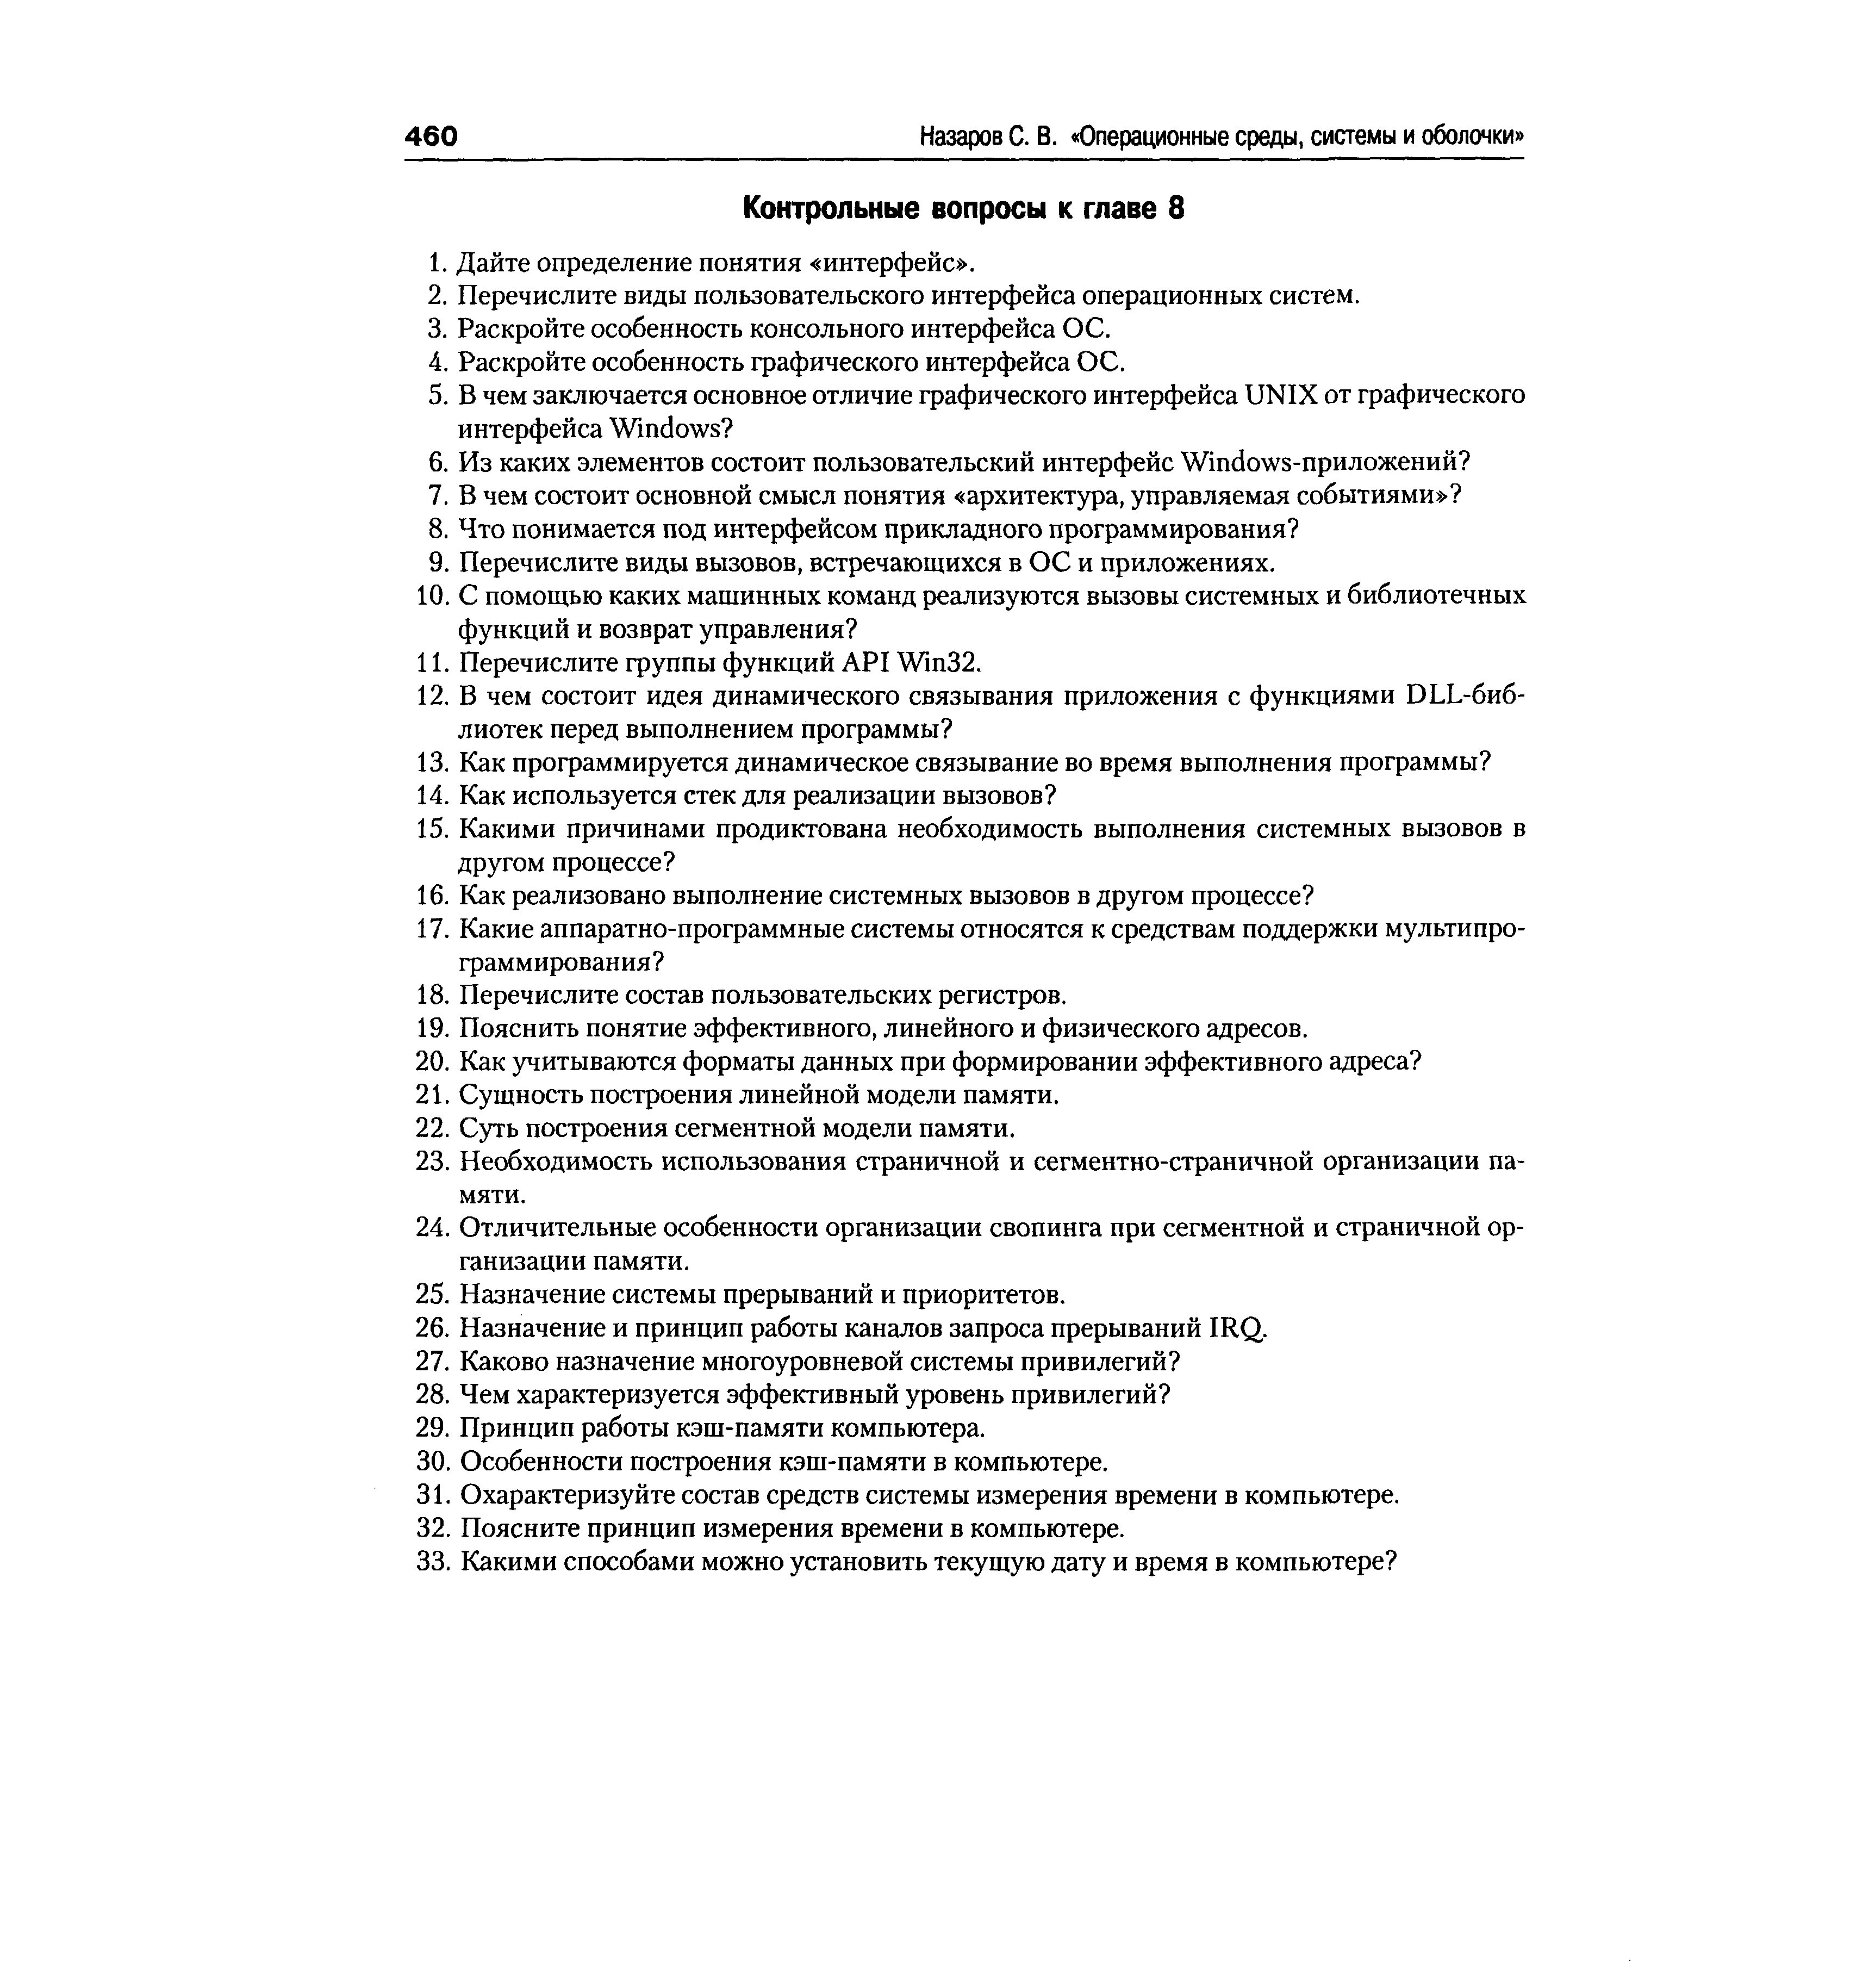 460
Назаров С. В. «Операционные среды, системы и оболочки»
Контрольные вопросы к главе 8
1. Дайте определение понятия «интерфейс».
2. Перечислите виды пользовательского интерфейса операционных систем.
3. Раскройте особенность консольного интерфейса ОС.
4. Раскройте особенность графического интерфейса ОС.
5. В чем заключается основное отличие графического интерфейса UNIX от графического
интерфейса Windows?
6. Из каких элементов состоит пользовательский интерфейс Windows-приложений?
7. В чем состоит основной смысл понятия «архитектура, управляемая событиями»?
8. Что понимается под интерфейсом прикладного программирования?
9. Перечислите виды вызовов, встречающихся в ОС и приложениях.
10. С помощью каких машинных команд реализуются вызовы системных и библиотечных
функций и возврат управления?
11. Перечислите группы функций API Win32.
12. В чем состоит идея динамического связывания приложения с функциями DLL-биб-
лиотек перед выполнением программы?
13. Как программируется динамическое связывание во время выполнения программы?
14. Как используется стек для реализации вызовов?
15. Какими причинами продиктована необходимость выполнения системных вызовов в
другом процессе?
16. Как реализовано выполнение системных вызовов в другом процессе?
17. Какие аппаратно-программные системы относятся к средствам поддержки мультипро-
граммирования?
18. Перечислите состав пользовательских регистров.
19. Пояснить понятие эффективного, линейного и физического адресов.
20. Как учитываются форматы данных при формировании эффективного адреса?
21. Сущность построения линейной модели памяти.
22. Суть построения сегментной модели памяти.
23. Необходимость использования страничной и сегментно-страничной организации па-
мяти.
24. Отличительные особенности организации свопинга при сегментной и страничной ор-
ганизации памяти.
25. Назначение системы прерываний и приоритетов.
26. Назначение и принцип работы каналов запроса прерываний IRQ.
27. Каково назначение многоуровневой системы привилегий?
28. Чем характеризуется эффективный уровень привилегий?
29. Принцип работы кэш-памяти компьютера.
30. Особенности построения кэш-памяти в компьютере.
31. Охарактеризуйте состав средств системы измерения времени в компьютере.
32. Поясните принцип измерения времени в компьютере.
33. Какими способами можно установить текущую дату и время в компьютере?